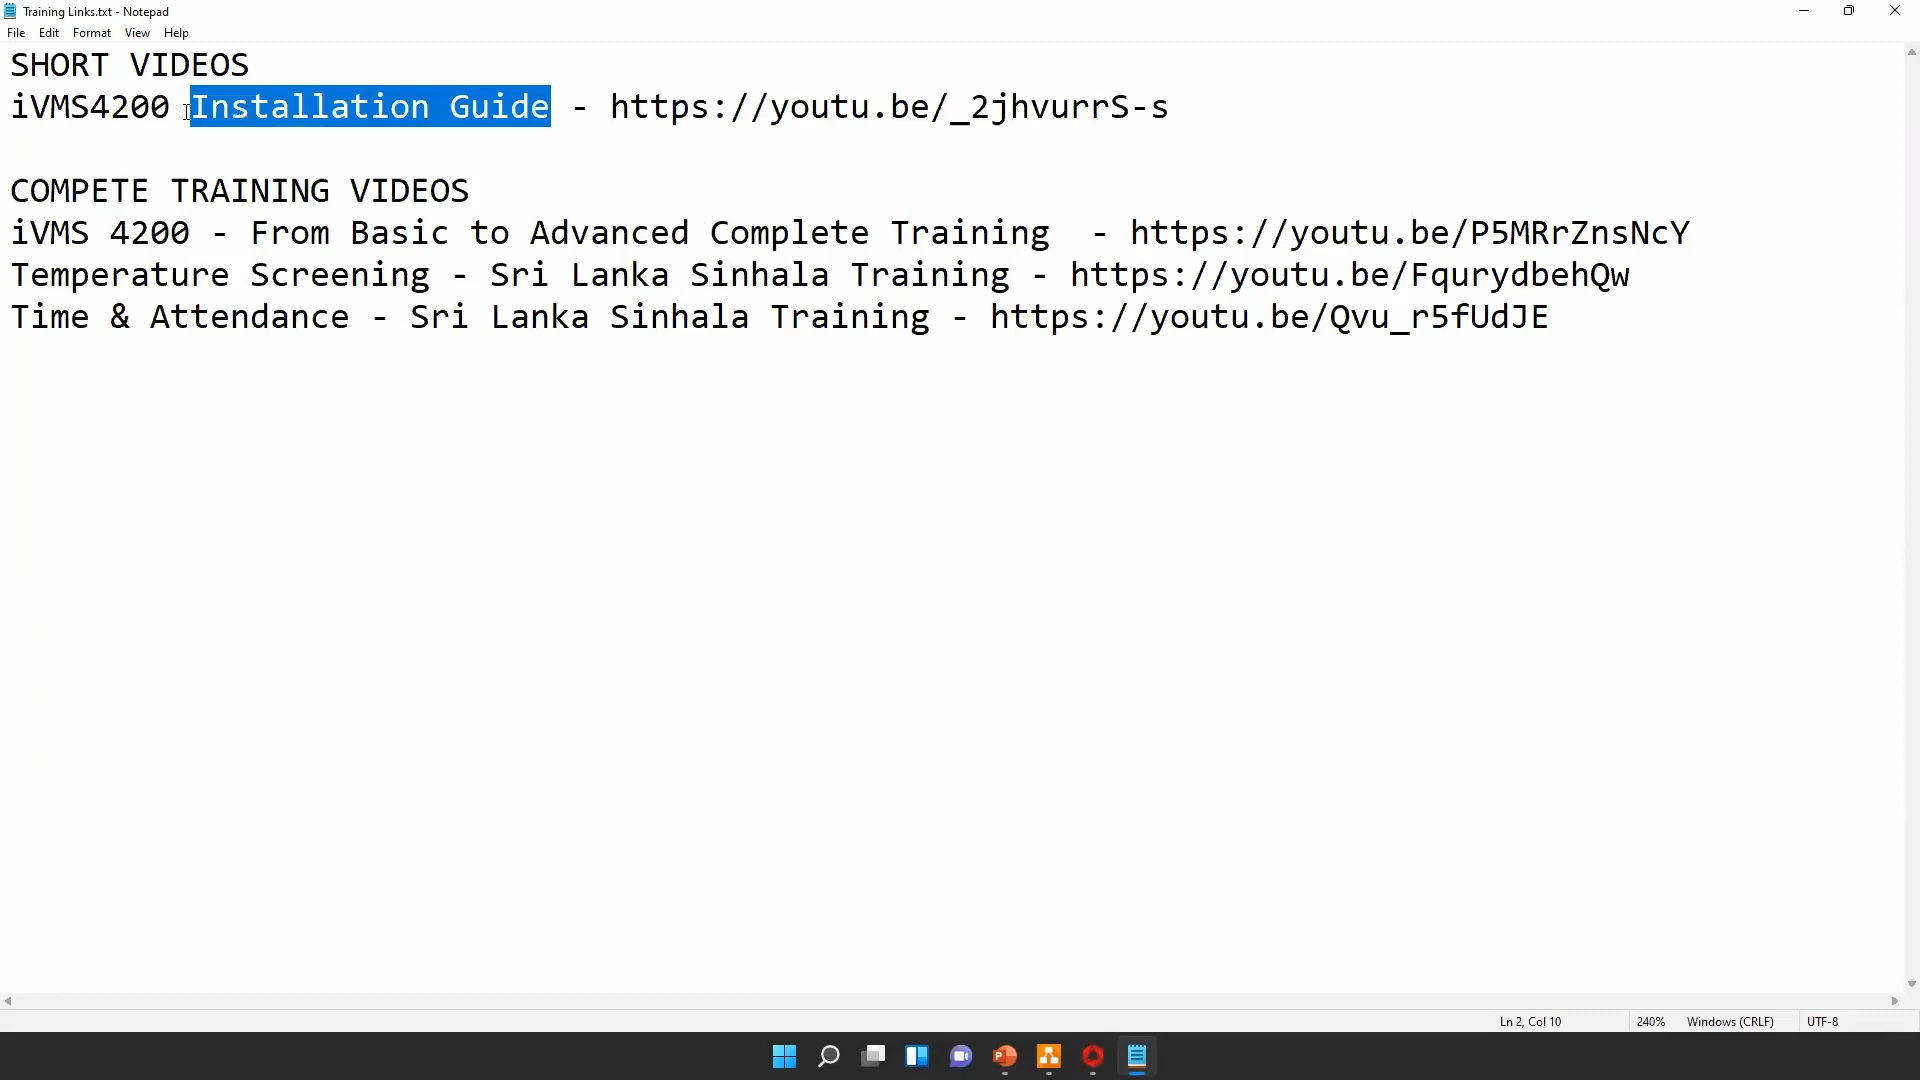 Training Links.txt - Notepad
File Edit Format View Help
SHORT VIDEOS
iVMS4200 Installation Guide - https://youtu.be/_2jhvurrS-s
COMPETE TRAINING VIDEOS
iVMS 4200 - From Basic to Advanced Complete Training  - https://youtu.be/P5MRrZnsNcY
Temperature Screening - Sri Lanka Sinhala Training - https://youtu.be/FqurydbehQw
Time & Attendance - Sri Lanka Sinhala Training - https://youtu.be/Qvu_r5fUdJE
Ln 2, Col 10 240% Windows (CRLF) UTF-8